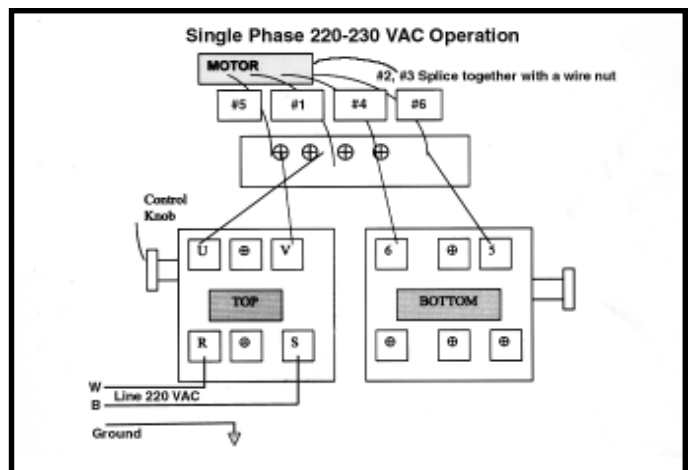 Single Phase 220-230 VAC Operation
MOTOR
#2, #3 Splice together with a wire nut
#5 #1 #4 #6
Control
Knob
U V 6 5
TOP BOTTOM
R S
W
Line 220 VAC
B
Ground